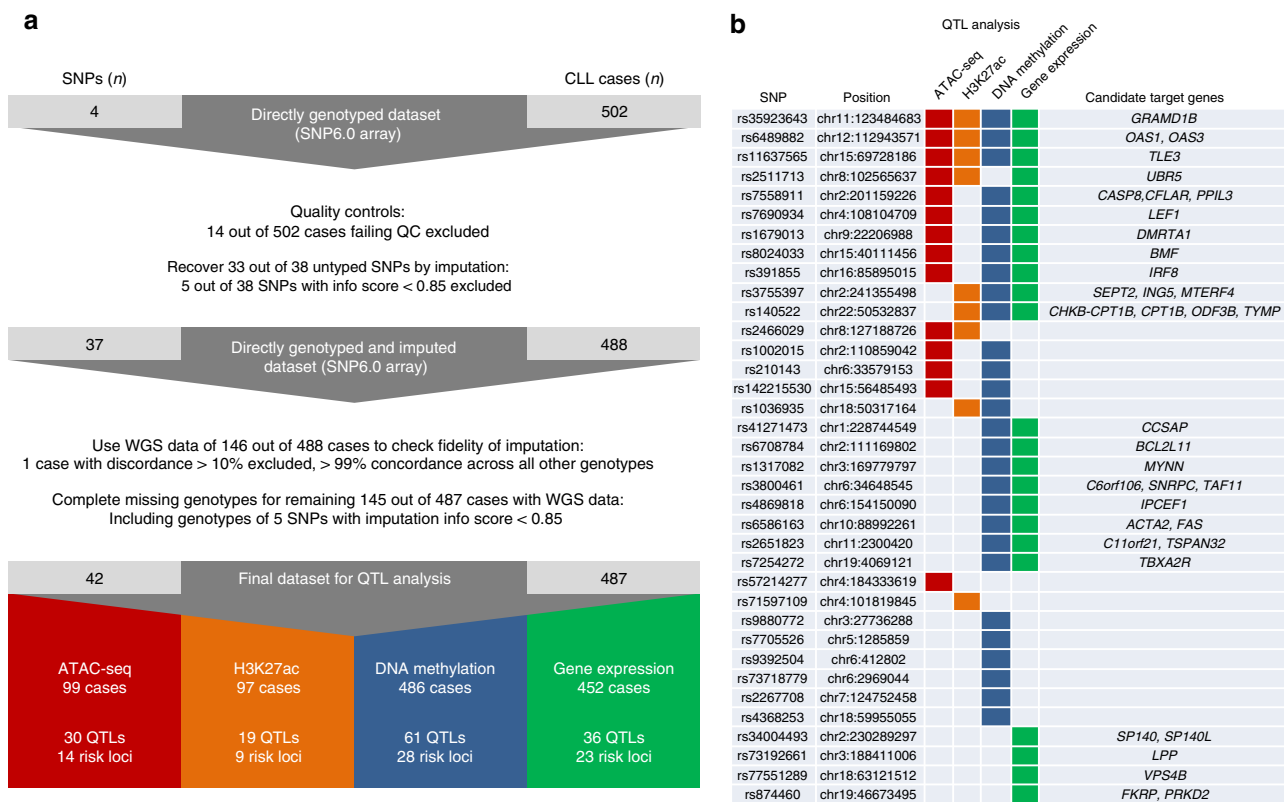 a
SNPs (n)
CLL cases (n)
4
Directly genotyped dataset
(SNP6.0 array)
502
Quality controls:
14 out of 502 cases failing QC excluded
Recover 33 out of 38 untyped SNPs by imputation:
5 out of 38 SNPs with info score < 0.85 excluded
37
Directly genotyped and imputed
dataset (SNP6.0 array)
488
Use WGS data of 146 out of 488 cases to check fidelity of imputation:
1 case with discordance > 10% excluded, > 99% concordance across all other genotypes
Complete missing genotypes for remaining 145 out of 487 cases with WGS data:
Including genotypes of 5 SNPs with imputation info score < 0.85
42
Final dataset for QTL analysis
487
ATAC-seq
99 cases
30 QTLs
14 risk loci
H3K27ac
97 cases
19 QTLs
9 risk loci
DNA methylation
486 cases
61 QTLs
28 risk loci
Gene expression
452 cases
36 QTLs
23 risk loci
b
QTL analysis
SNP Position ATAC-seq H3K27ac DNA methylation Gene expression Candidate target genes
rs35923643 chr11:123484683 GRAMD1B
rs6489882 chr12:112943571 OAS1, OAS3
rs11637565 chr15:69728186 TLE3
rs2511713 chr8:102565637 UBR5
rs7558911 chr2:201159226 CASP8,CFLAR, PPIL3
rs7690934 chr4:108104709 LEF1
rs1679013 chr9:22206988 DMRTA1
rs8024033 chr15:40111456 BMF
rs391855 chr16:85895015 IRF8
rs3755397 chr2:241355498 SEPT2, ING5, MTERF4
rs140522 chr22:50532837 CHKB-CPT1B, CPT1B, ODF3B, TYMP
rs2466029 chr8:127188726
rs1002015 chr2:110859042
rs210143 chr6:33579153
rs142215530 chr15:56485493
rs1036935 chr18:50317164
rs41271473 chr1:228744549 CCSAP
rs6708784 chr2:111169802 BCL2L11
rs1317082 chr3:169779797 MYNN
rs3800461 chr6:34648545 C6orf106, SNRPC, TAF11
rs4869818 chr6:154150090 IPCEF1
rs6586163 chr10:88992261 ACTA2, FAS
rs2651823 chr11:2300420 C11orf21, TSPAN32
rs7254272 chr19:4069121 TBXA2R
rs57214277 chr4:184333619
rs71597109 chr4:101819845
rs9880772 chr3:27736288
rs7705526 chr5:1285859
rs9392504 chr6:412802
rs73718779 chr6:2969044
rs2267708 chr7:124752458
rs4368253 chr18:59955055
rs34004493 chr2:230289297 SP140, SP140L
rs73192661 chr3:188411006 LPP
rs77551289 chr18:63121512 VPS4B
rs874460 chr19:46673495 FKRP, PRKD2